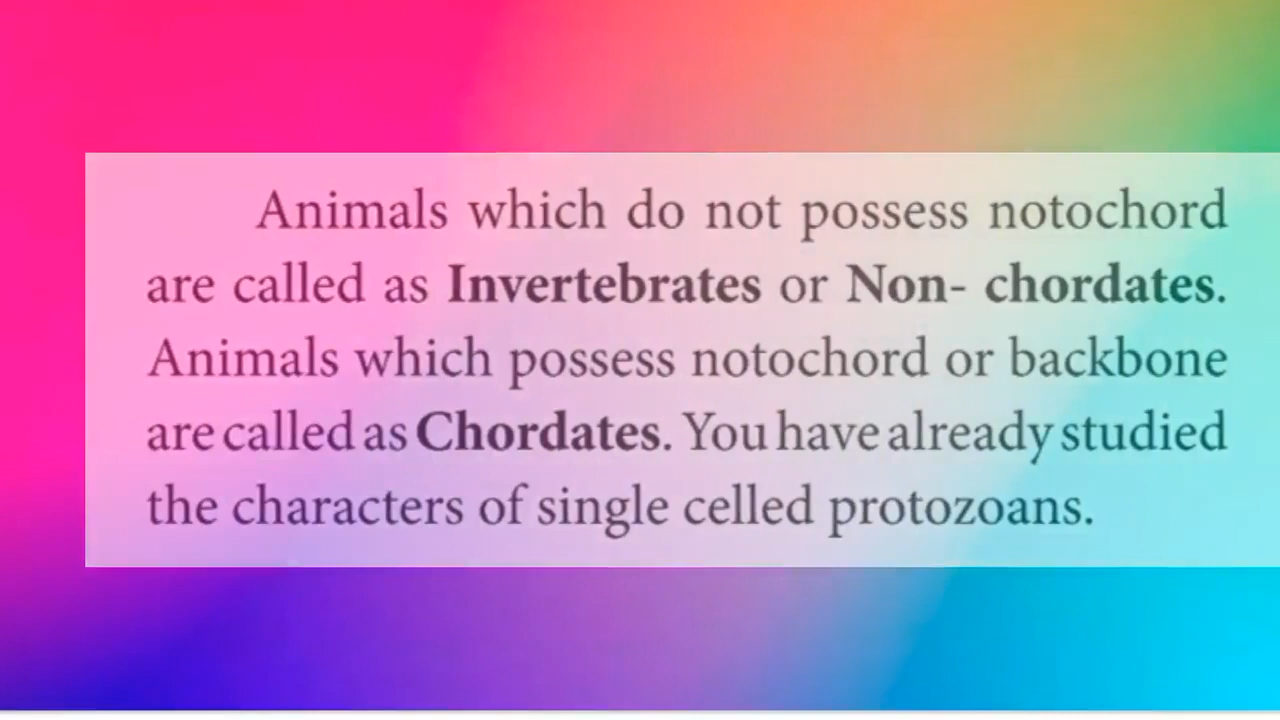 Animals which do not possess notochord
are called as Invertebrates or Non- chordates.
Animals which possess notochord or backbone
are called as Chordates. You have already studied
the characters of single celled protozoans.